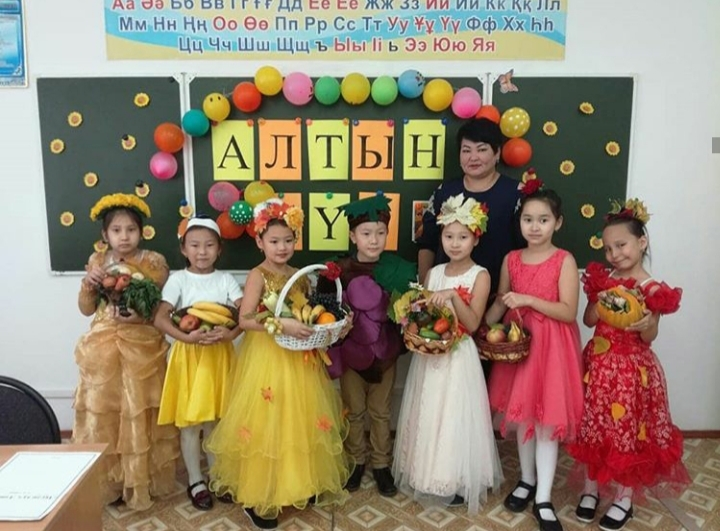 Аа Әә Бб Вв Гг Ғғ Дд Ее Ёё Жж Зз Ии Йй Кк Ққ Лл
Мм Нн Ңң Оо Өө Пп Рр Сс Тт Уу Ұұ Үү Фф Хх Һһ
Цц Чч Шш Щщ ъ Ыы Іі ь Ээ Юю Яя
АЛТЫН